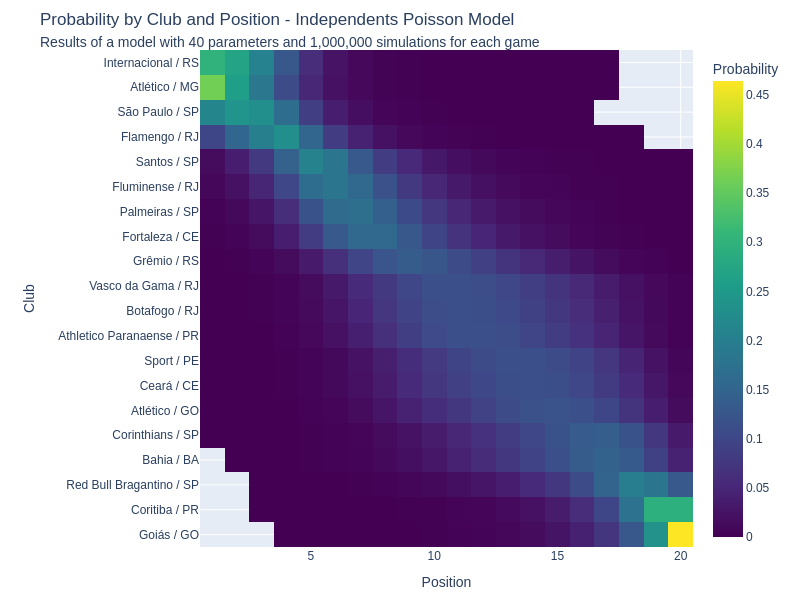 Probability by Club and Position - Independents Poisson Model
Results of a model with 40 parameters and 1,000,000 simulations for each game
Internacional / RS
Atlético / MG
São Paulo / SP
Flamengo / RJ
Santos / SP
Fluminense / RJ
Palmeiras / SP
Fortaleza / CE
Grêmio / RS
Vasco da Gama / RJ
Botafogo / RJ
Athletico Paranaense / PR
Sport / PE
Ceará / CE
Atlético / GO
Corinthians / SP
Bahia / BA
Red Bull Bragantino / SP
Coritiba / PR
Goiás / GO
Club
5 10 15 20
Position
Probability
0.45
0.4
0.35
0.3
0.25
0.2
0.15
0.1
0.05
0